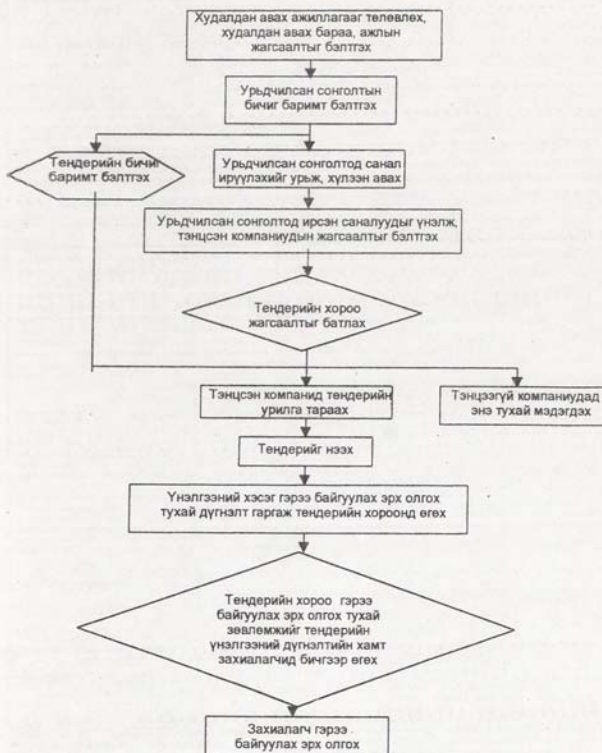 Худалдан авах ажиллагааг төлөвлөх,
худалдан авах бараа, ажлын
жагсаалтыг бэлтгэх
Урьдчилсан сонголтын
бичиг баримт бэлтгэх
Тендерийн бичиг
баримт бэлтгэх
Урьдчилсан сонголтод санал
ирүүлэхийг урьж, хүлээн авах
Урьдчилсан сонголтод ирсэн саналуудыг үнэлж,
тэнцсэн компаниудын жагсаалтыг бэлтгэх
Тендерийн хороо
жагсаалтыг батлах
Тэнцсэн компанид тендерийн
урилга тараах
Тэнцээгүй компаниудад
энэ тухай мэдэгдэх
Тендерийг нээх
Үнэлгээний хэсэг гэрээ байгуулах эрх олгох
тухай дүгнэлт гаргаж тендерийн хороонд өгөх
Тендерийн хороо гэрээ
байгуулах эрх олгох тухай
зөвлөмжийг тендерийн
үнэлгээний дүгнэлтийн хамт
захиалагчид бичгээр өгөх
Захиалагч гэрээ
байгуулах эрх олгох